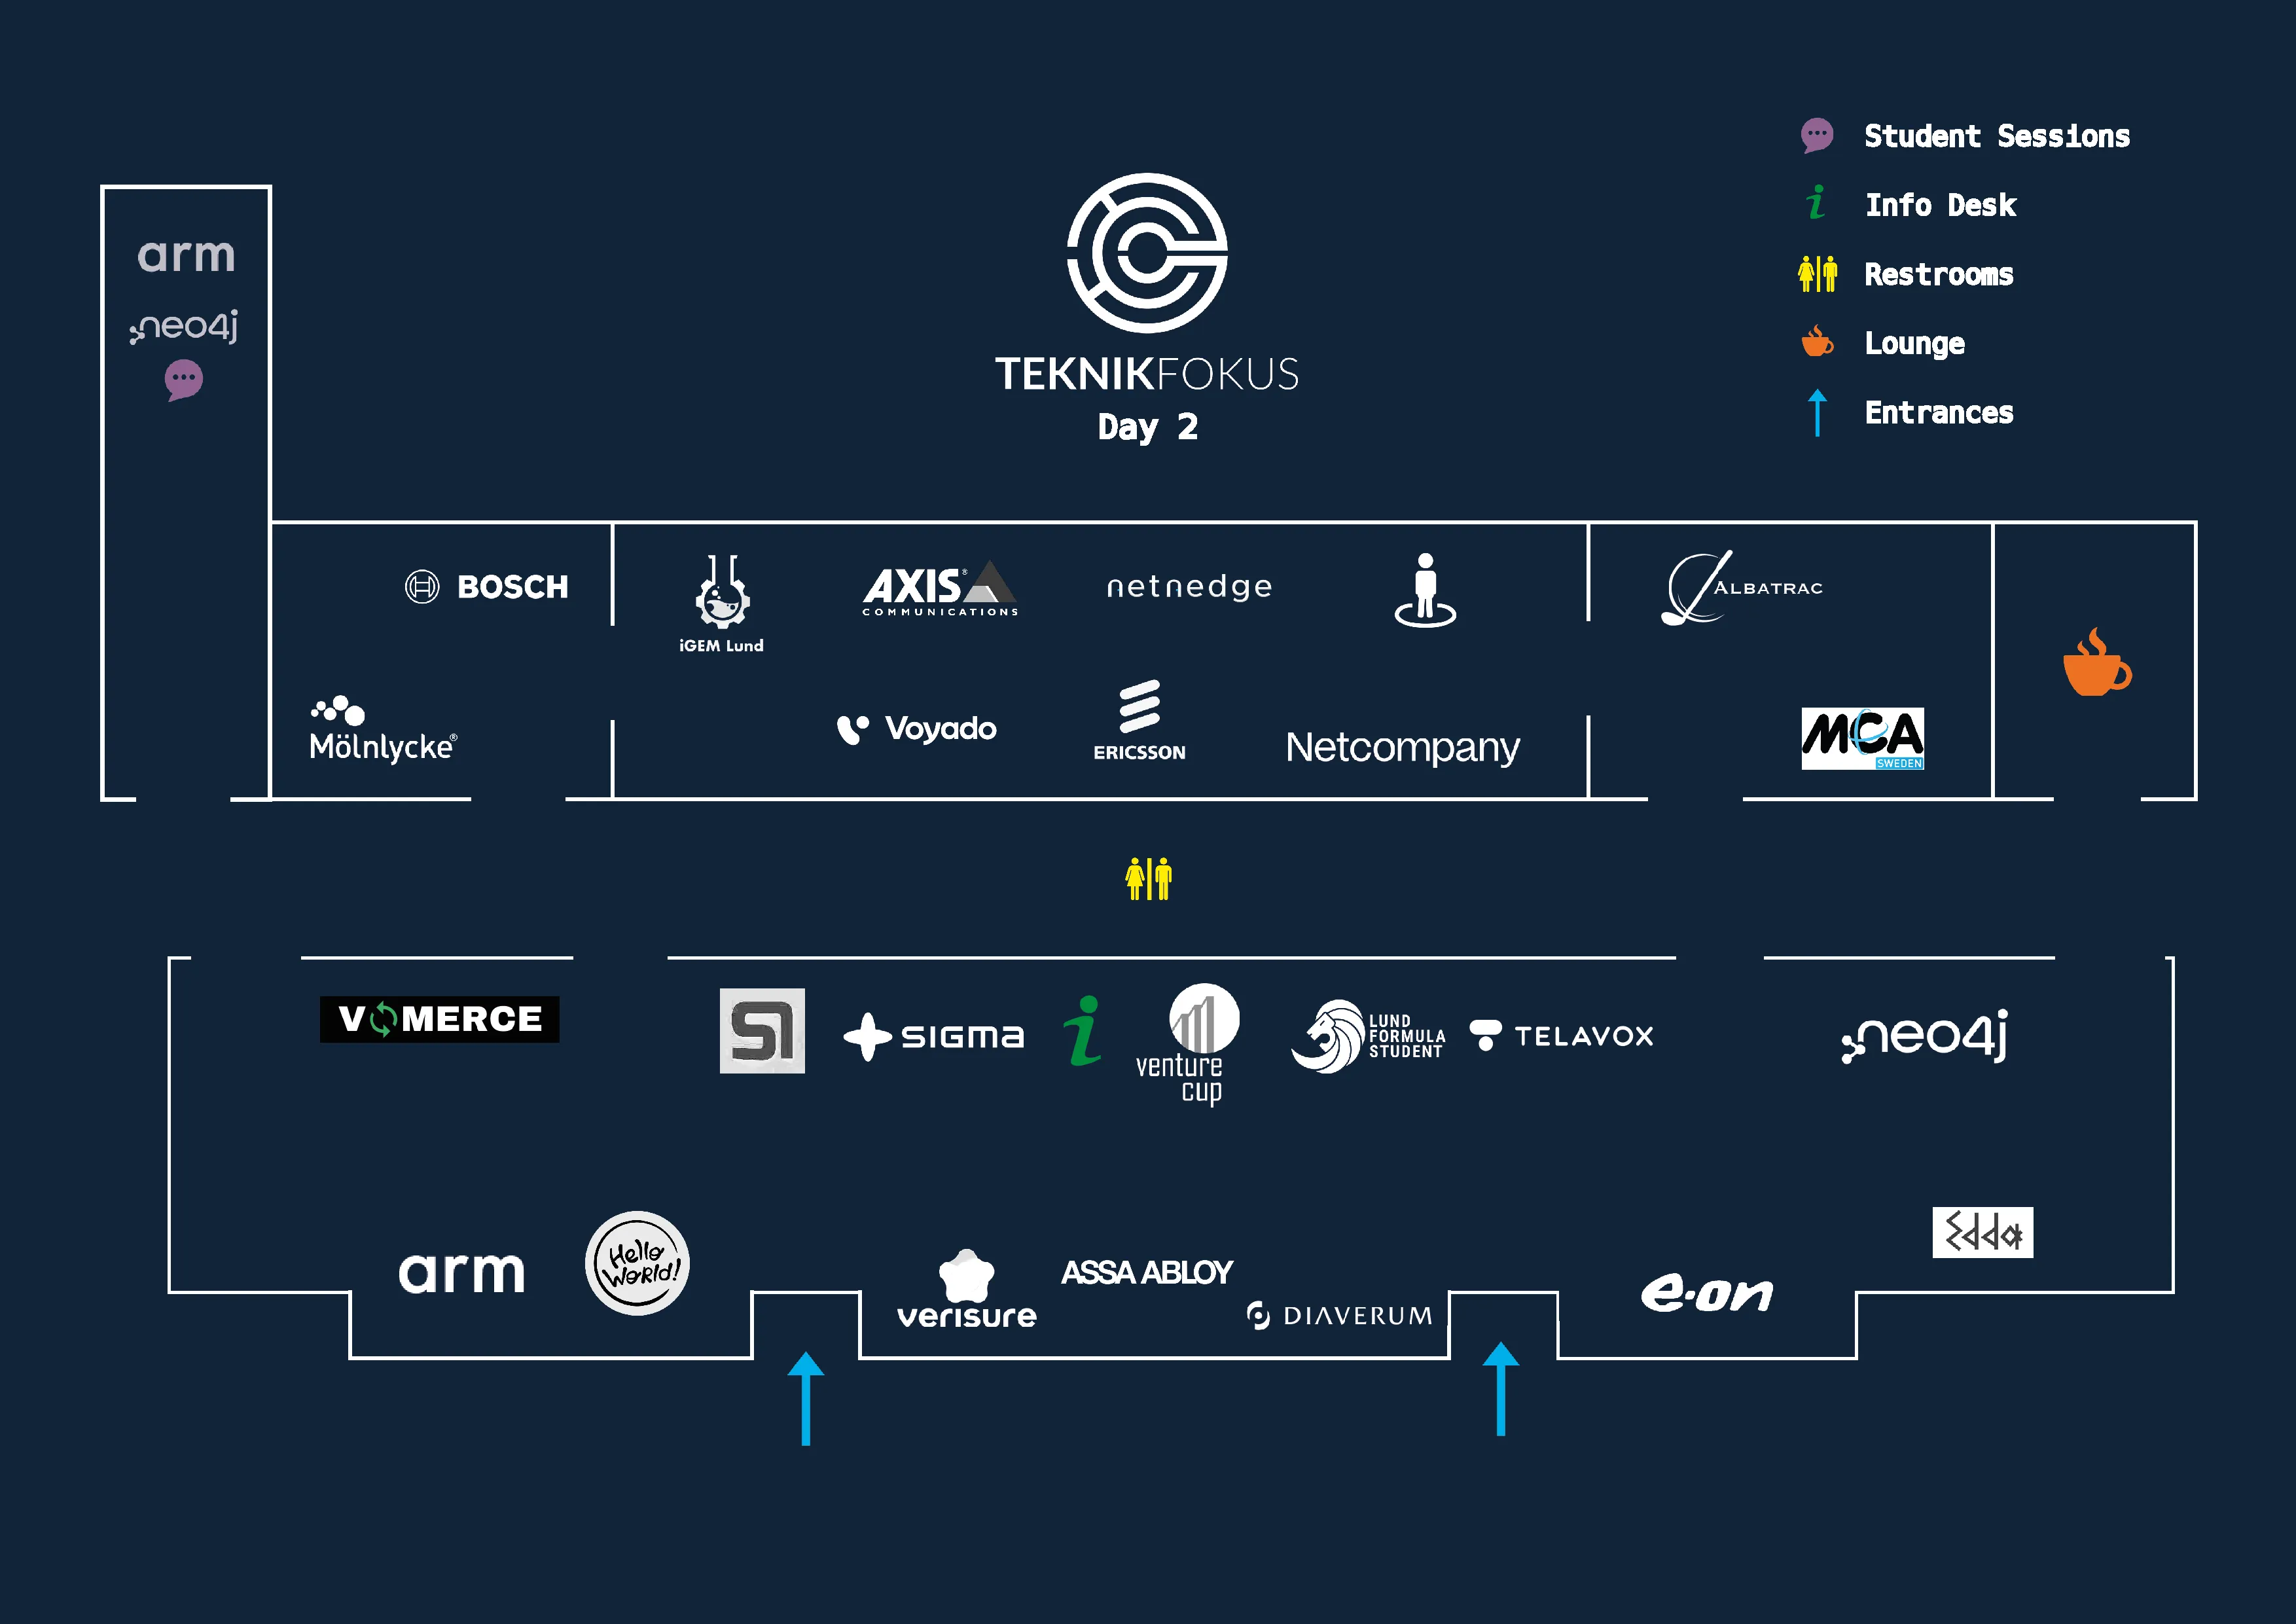 Student Sessions
Info Desk
Restrooms
Lounge
Entrances
TEKNIKFOKUS
Day 2
arm
neo4j
BOSCH
iGEM Lund
AXIS®
COMMUNICATIONS
netnedge
ALBATRAC
Mölnlycke®
Voyado
ERICSSON
Netcompany
MCA
SWEDEN
V MERCE
SI
SIGMA
i
venture
cup
LUND
FORMULA
STUDENT
TELAVOX
neo4j
arm
Hello
World!
verisure
ASSA ABLOY
DIAVERUM
e·on
Edda